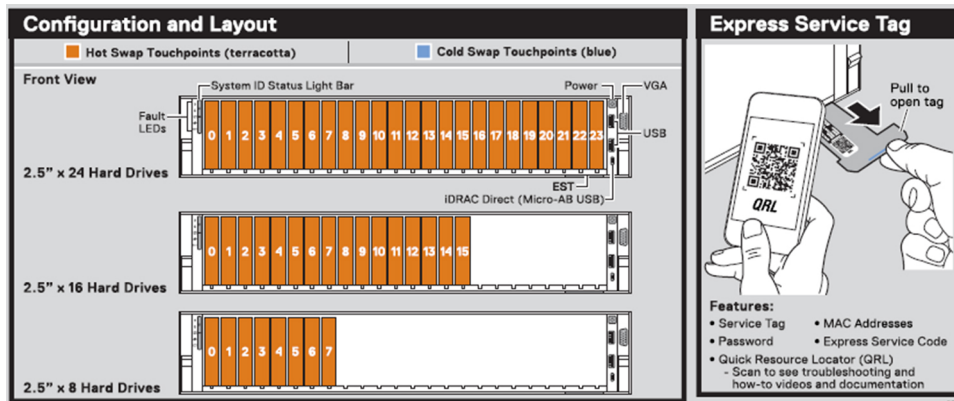 Configuration and Layout
Hot Swap Touchpoints (terracotta)
Cold Swap Touchpoints (blue)
Front View
System ID Status Light Bar
Power
VGA
Fault
LEDs
0 1 2 3 4 5 6 7 8 9 10 11 12 13 14 15 16 17 18 19 20 21 22 23
USB
2.5" x 24 Hard Drives
EST
iDRAC Direct (Micro-AB USB)
0 1 2 3 4 5 6 7 8 9 10 11 12 13 14 15
2.5" x 16 Hard Drives
0 1 2 3 4 5 6 7
2.5" x 8 Hard Drives
Express Service Tag
Pull to
open tag
QRL
Features:
• Service Tag
• MAC Addresses
• Password
• Express Service Code
• Quick Resource Locator (QRL)
- Scan to see troubleshooting and
how-to videos and documentation